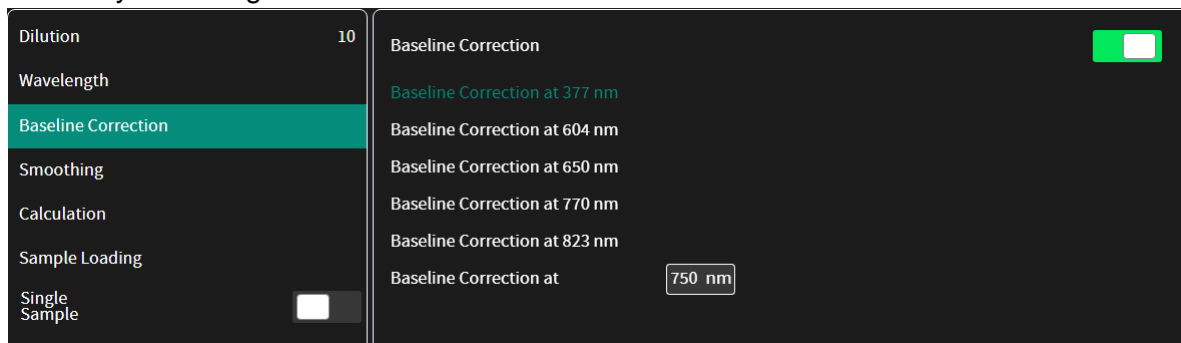 Dilution 10
Wavelength
Baseline Correction
Smoothing
Calculation
Sample Loading
Single
Sample
Baseline Correction
Baseline Correction at 377 nm
Baseline Correction at 604 nm
Baseline Correction at 650 nm
Baseline Correction at 770 nm
Baseline Correction at 823 nm
Baseline Correction at 750 nm